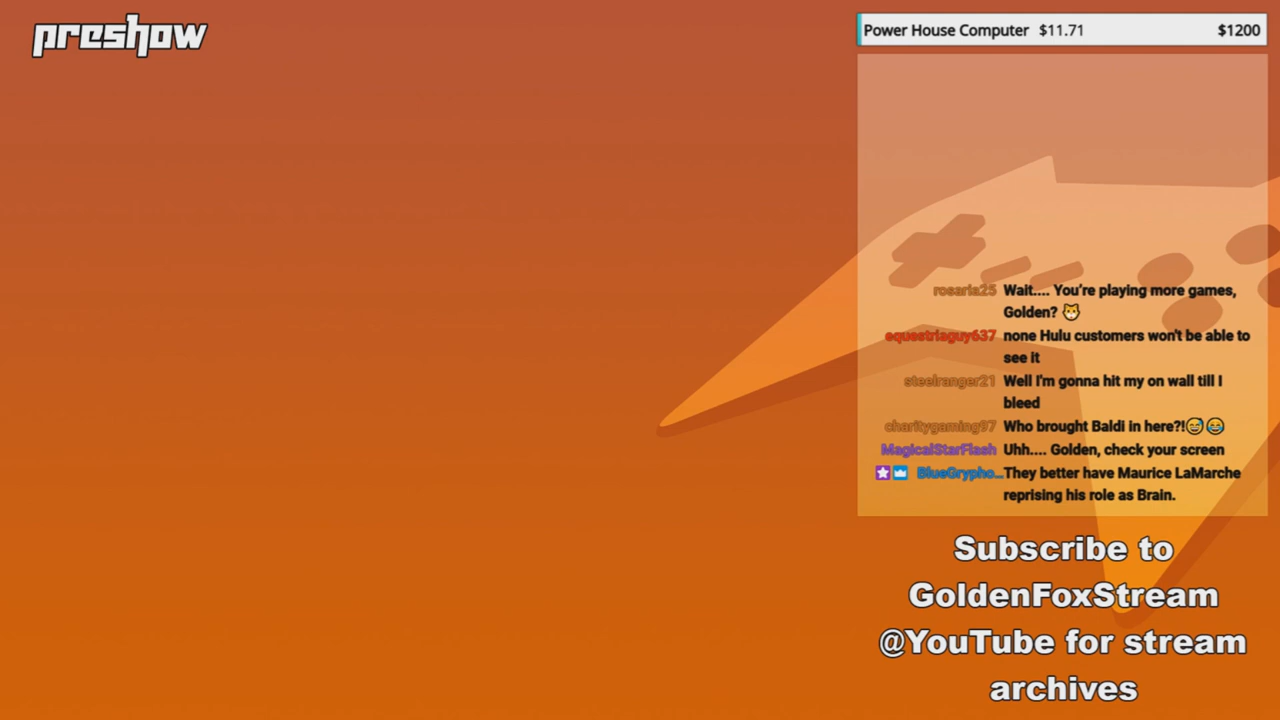 preshow
Power House Computer $11.71 $1200
rosaria25 Wait.... You're playing more games,
Golden? 🐱
equestriaguy637 none Hulu customers won't be able to
see it
steelranger21 Well I'm gonna hit my on wall till I
bleed
charitygaming97 Who brought Baldi in here?!😅😂
MagicalStarFlash Uhh.... Golden, check your screen
BlueGrypho... They better have Maurice LaMarche
reprising his role as Brain.
Subscribe to
GoldenFoxStream
@YouTube for stream
archives